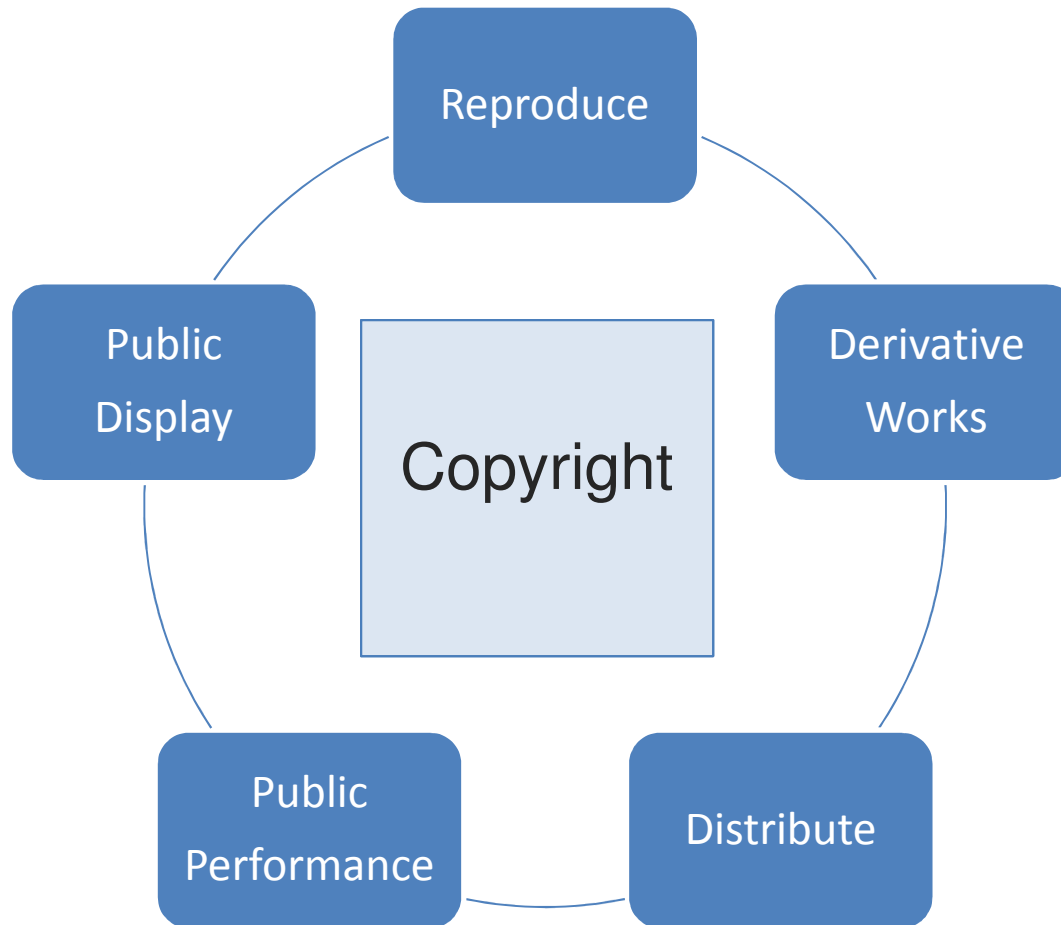 Reproduce
Public
Display
Copyright
Derivative
Works
Public
Performance
Distribute